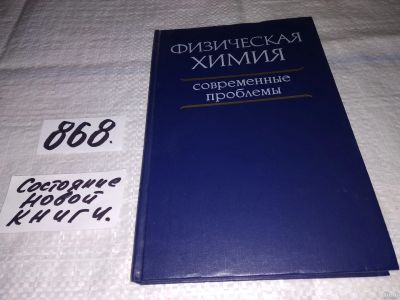 ФИЗИЧЕСКАЯ
ХИМИЯ
современные
проблемы
868.
Состояние
новой
книги.